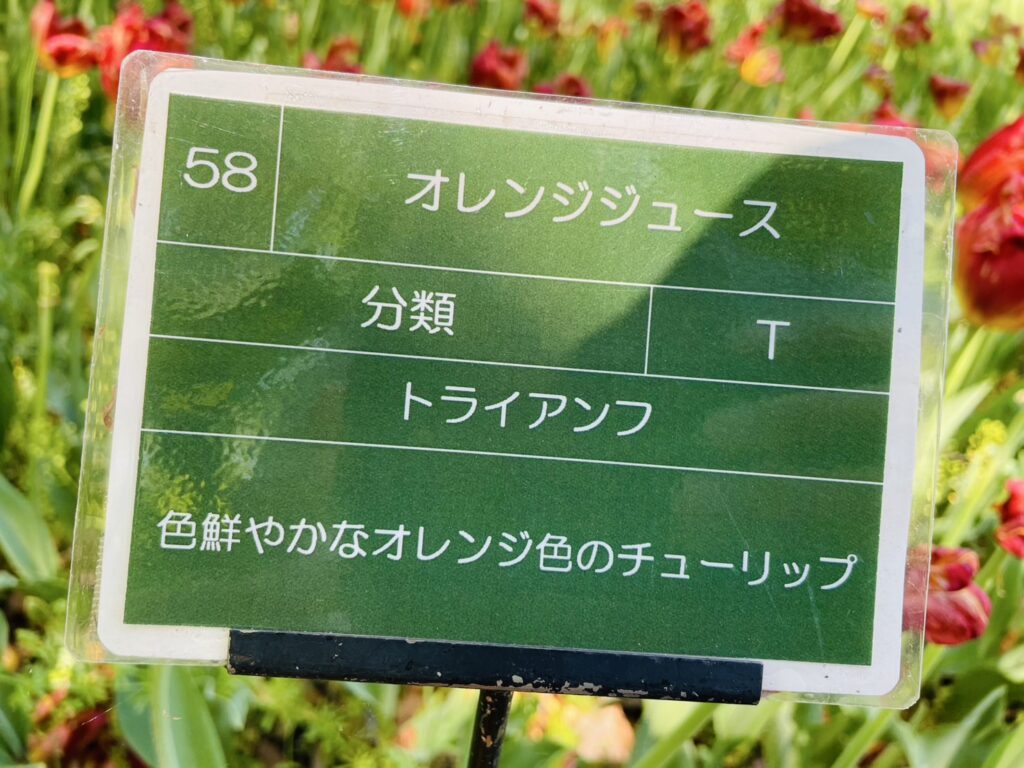 58 オレンジジュース
分類 T
トライアンフ
色鮮やかなオレンジ色のチューリップ